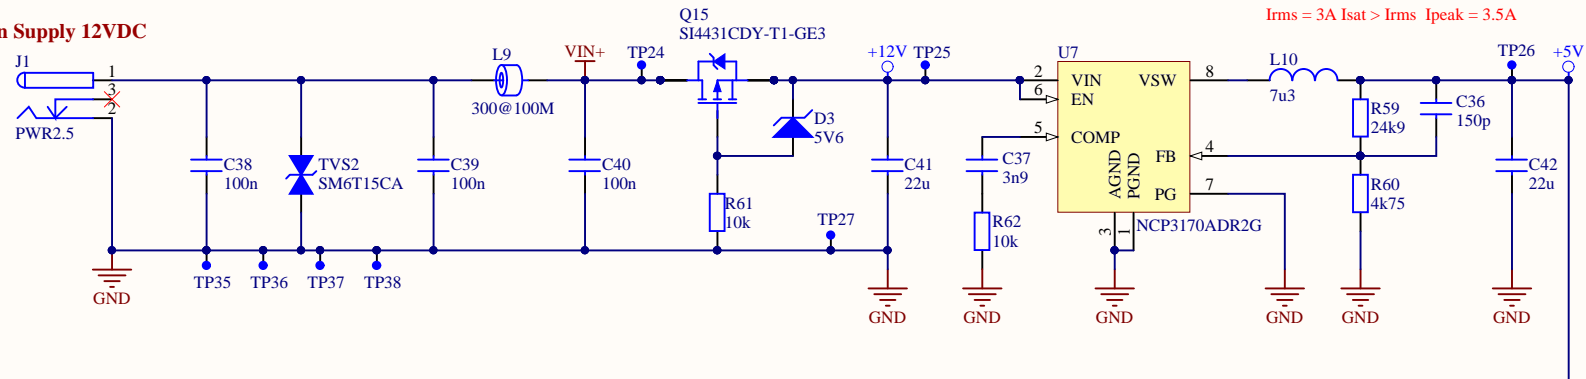 Irms = 3A Isat > Irms Ipeak = 3.5A
n Supply 12VDC
Q15
SI4431CDY-T1-GE3
J1
1
3
2
PWR2.5
L9
300@100M
VIN+
TP24
+12V
TP25
U7
2
VIN
VSW
8
6
EN
5
COMP
FB
4
AGND
PGND
PG
7
3
1
NCP3170ADR2G
L10
7u3
TP26
+5V
R59
24k9
C36
150p
D3
5V6
C38
100n
TVS2
SM6T15CA
C39
100n
C40
100n
C41
22u
C37
3n9
C42
22u
R60
4k75
R61
10k
TP27
R62
10k
TP35
TP36
TP37
TP38
GND
GND
GND
GND
GND
GND
GND